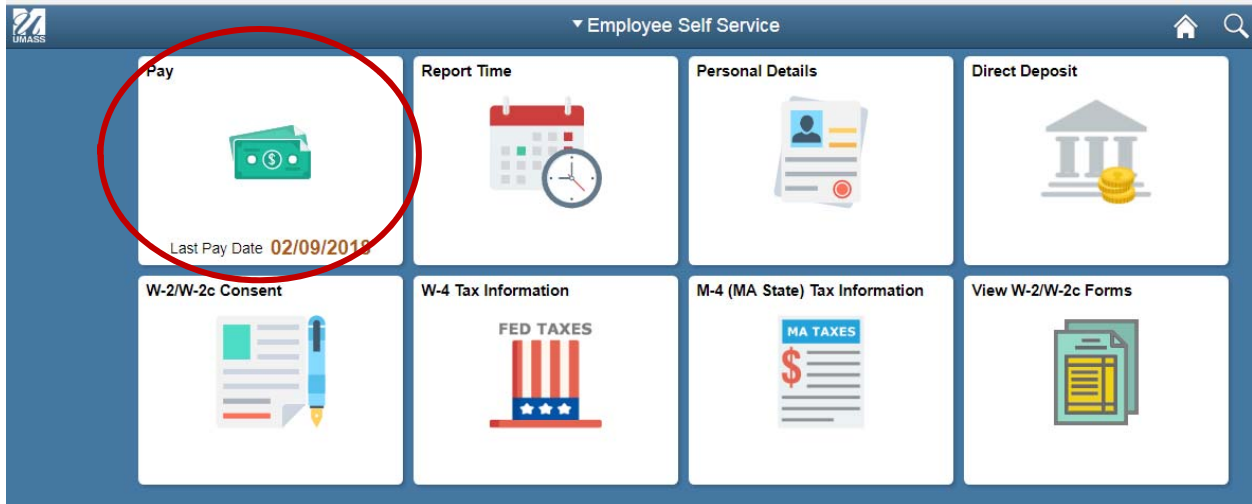 UMASS
Employee Self Service
Pay
Last Pay Date 02/09/2018
Report Time
Personal Details
Direct Deposit
W-2/W-2c Consent
W-4 Tax Information
FED TAXES
M-4 (MA State) Tax Information
MA TAXES
$
View W-2/W-2c Forms